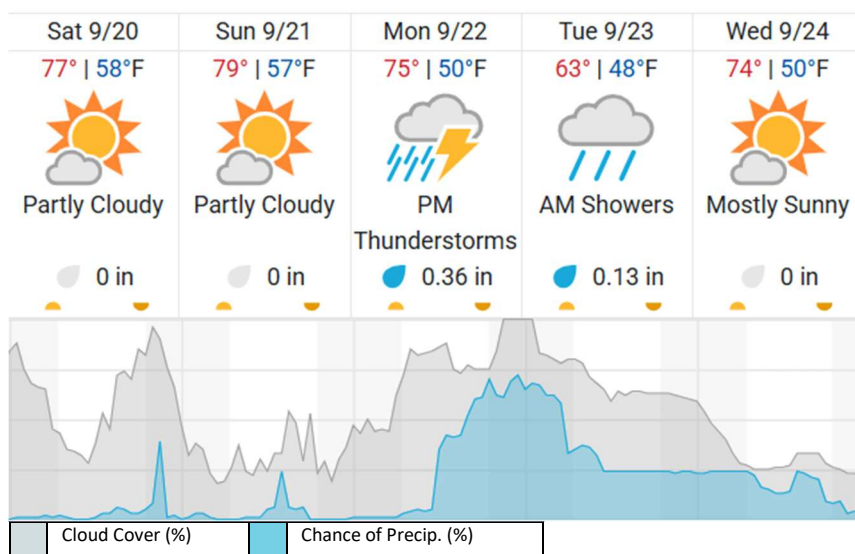 Sat 9/20 Sun 9/21 Mon 9/22 Tue 9/23 Wed 9/24
77° | 58°F 79° | 57°F 75° | 50°F 63° | 48°F 74° | 50°F
Partly Cloudy Partly Cloudy PM AM Showers Mostly Sunny
Thunderstorms
0 in 0 in 0.36 in 0.13 in 0 in
Cloud Cover (%) Chance of Precip. (%)